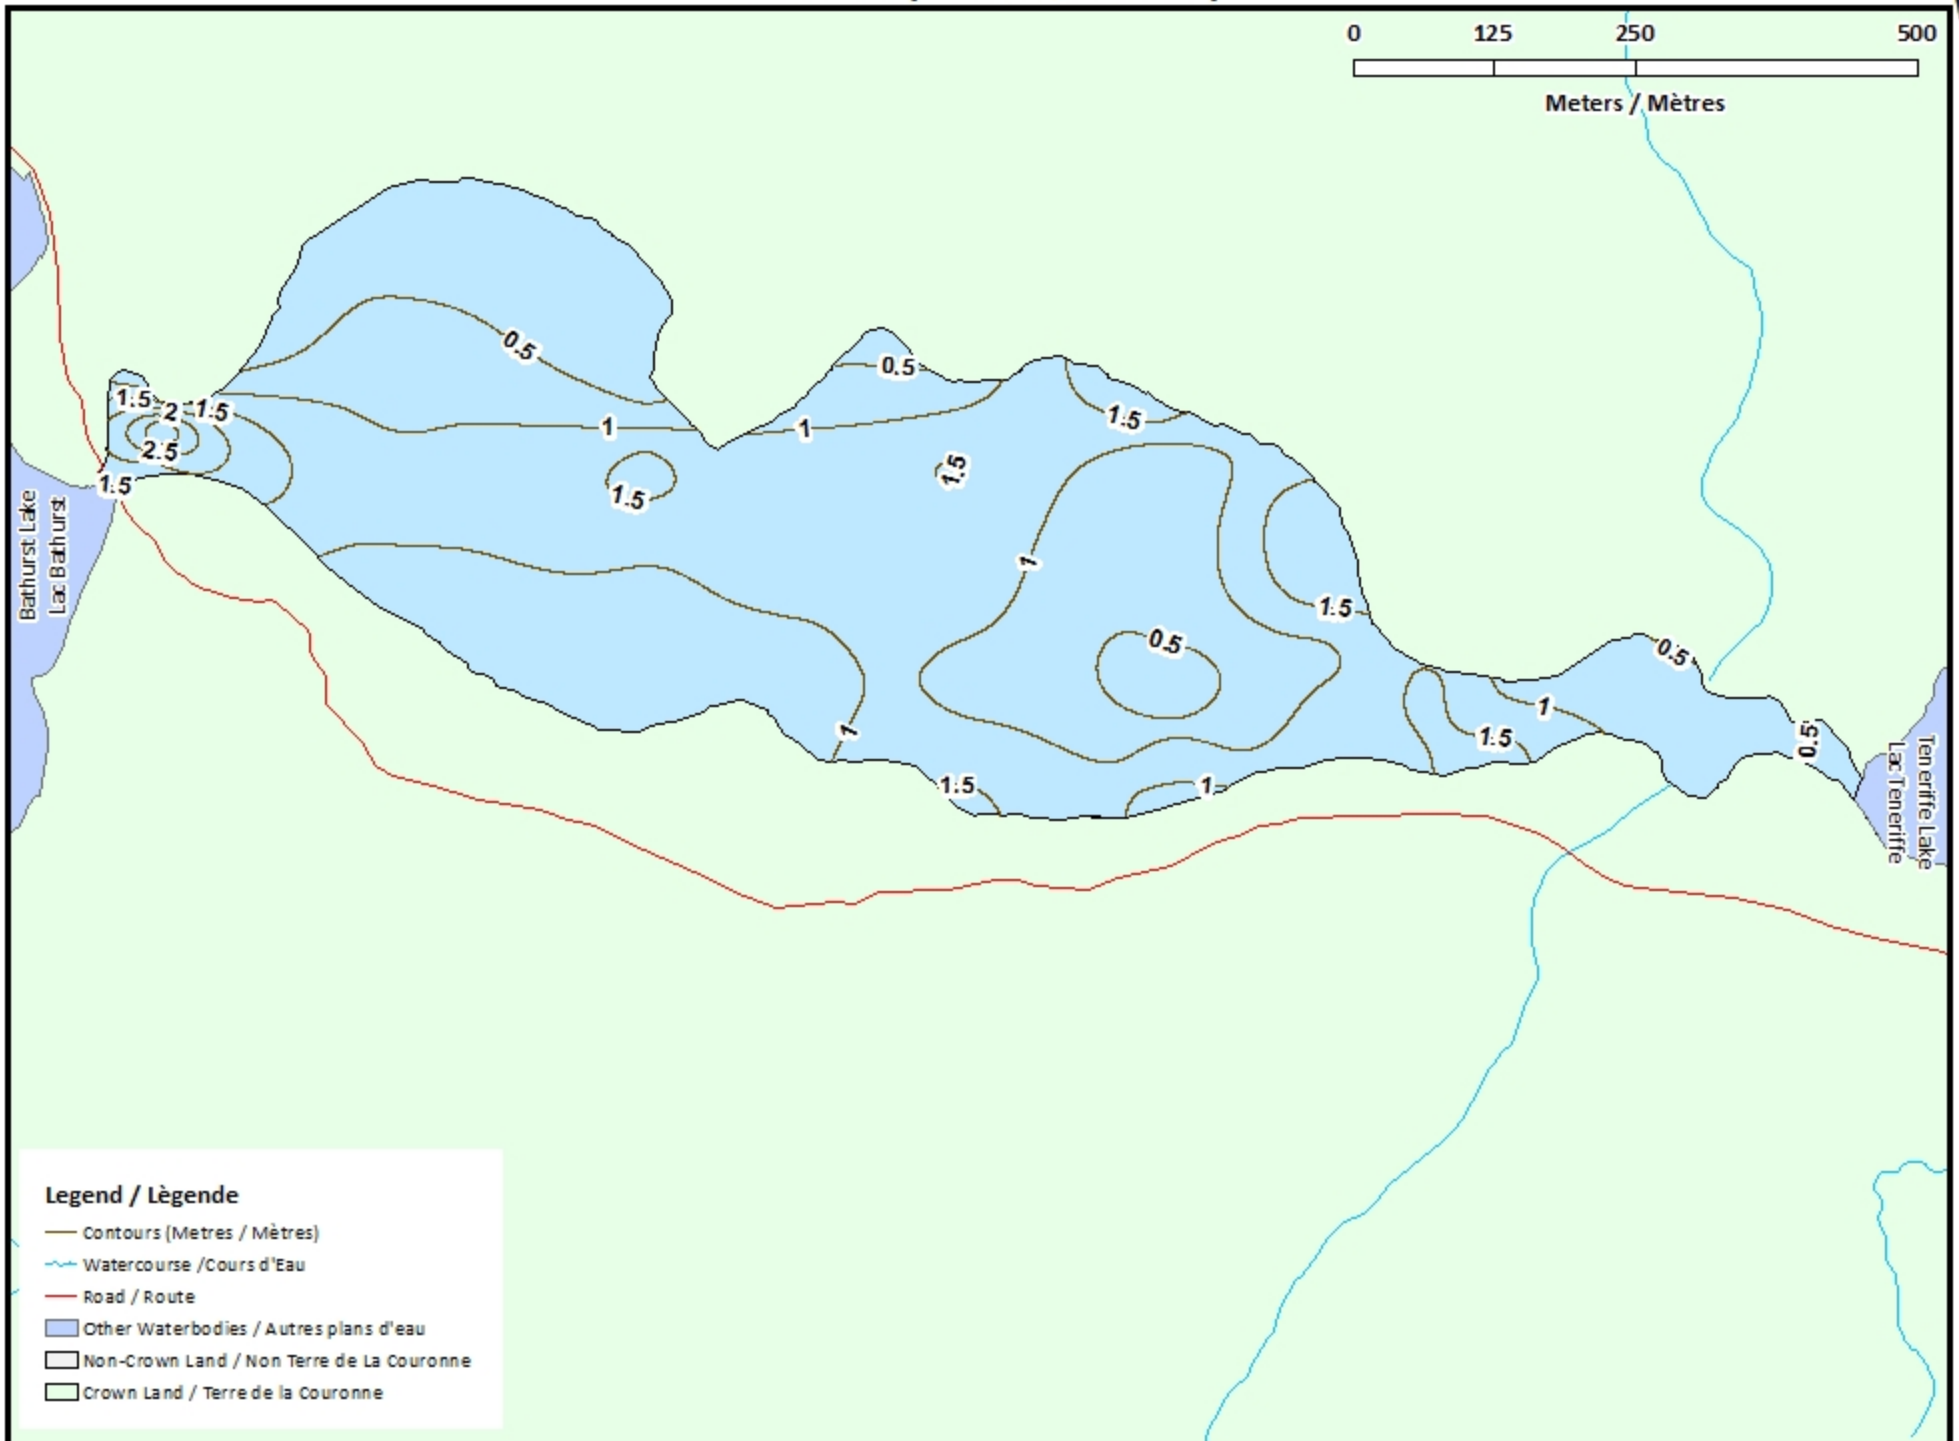 0 125 250 500
Meters / Mètres
0.5
0.5
1.5
2
1.5
1.5
1
1
2.5
1.5
1.5
1.5
Bathurst Lake
Lac Bathurst
1
1.5
0.5
0.5
1
1
1.5
0.5
1.5
1
Teneriffe Lake
Lac Teneriffe
Legend / Lègende
Contours (Metres / Mètres)
Watercourse /Cours d'Eau
Road / Route
Other Waterbodies / Autres plans d'eau
Non-Crown Land / Non Terre de La Couronne
Crown Land / Terre de la Couronne